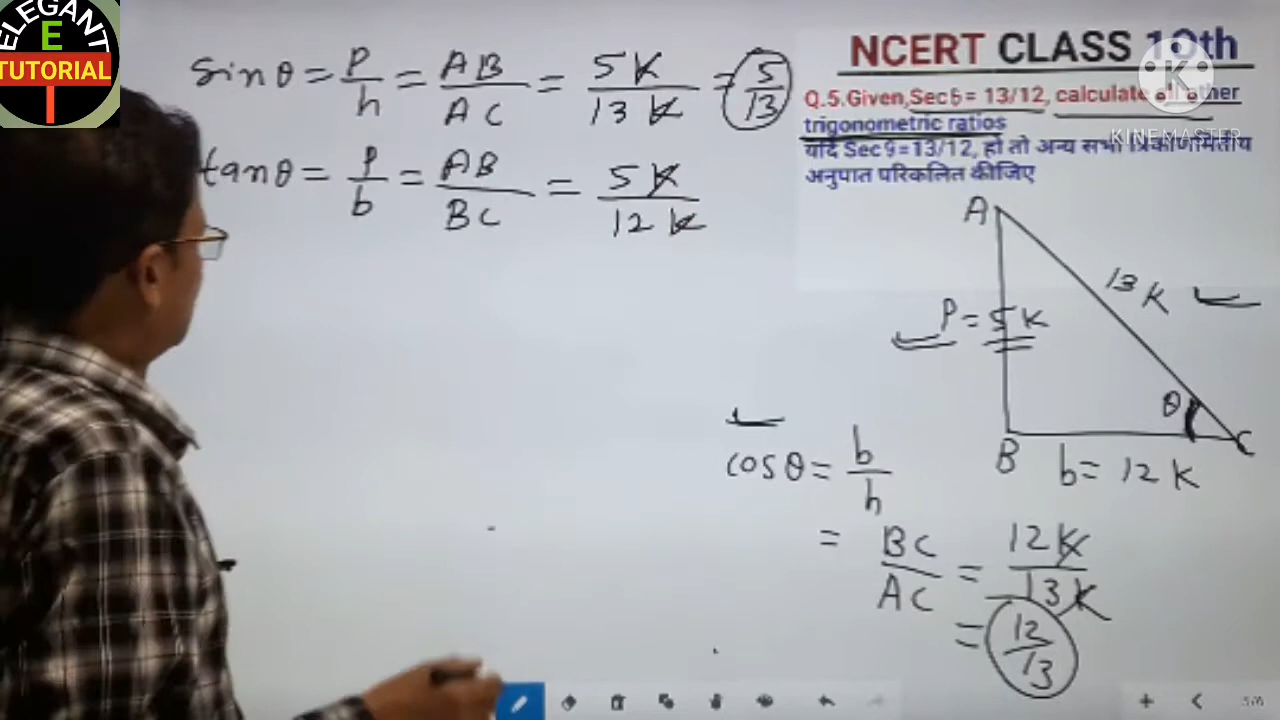 ELEGANT
E
TUTORIAL
I
sinθ = P/h = AB/AC = 5K/13K = 5/13
tanθ = P/b = AB/BC = 5K/12K
NCERT CLASS 10th
Q.5.Given,Secθ = 13/12, calculate all other
trigonometric ratios
यदि Secθ=13/12, हो तो अन्य सभी त्रिकोणमितीय
अनुपात परिकलित कीजिए
K
KINEMASTER
A
13K
P = 5K
θ
B
C
b = 12K
cosθ = b/h
= BC/AC = 12K/13K
= 12/13